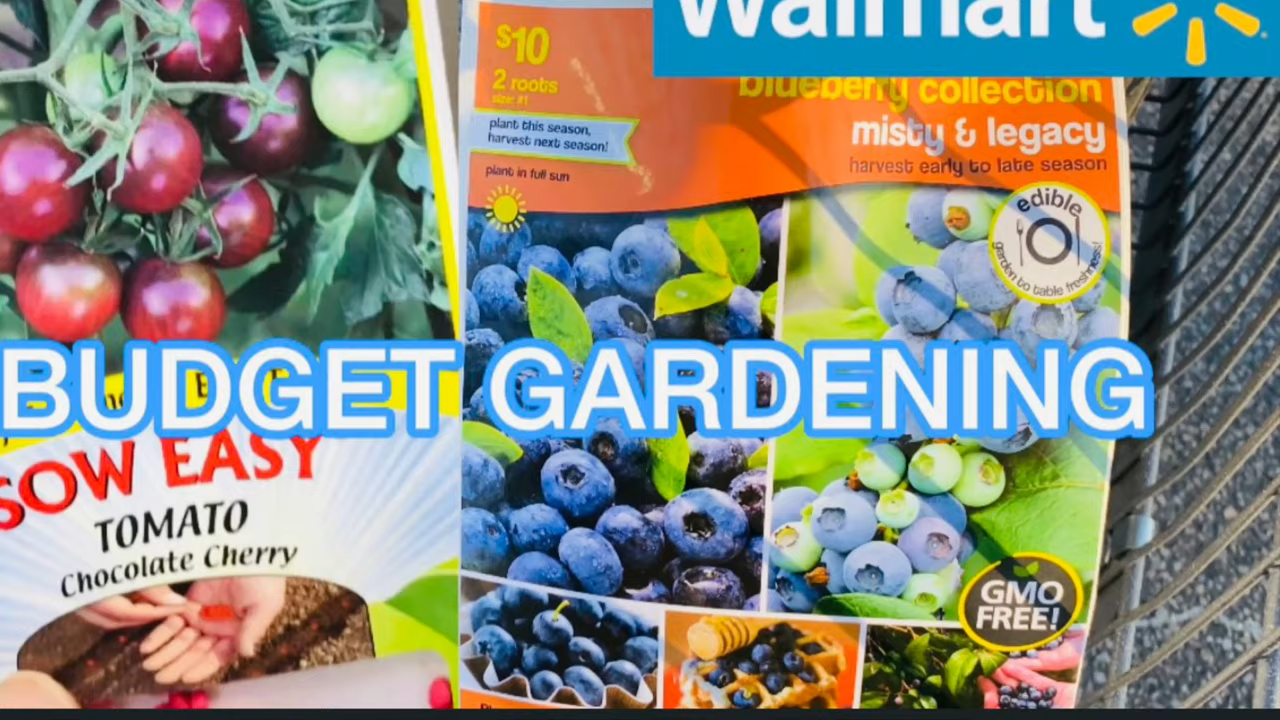 Walmart
$10
2 roots
size: #1
plant this season,
harvest next season!
plant in full sun
blueberry collection
misty & legacy
harvest early to late season
edible
garden to table freshness!
BUDGET GARDENING
SOW EASY
TOMATO
Chocolate Cherry
GMO
FREE!